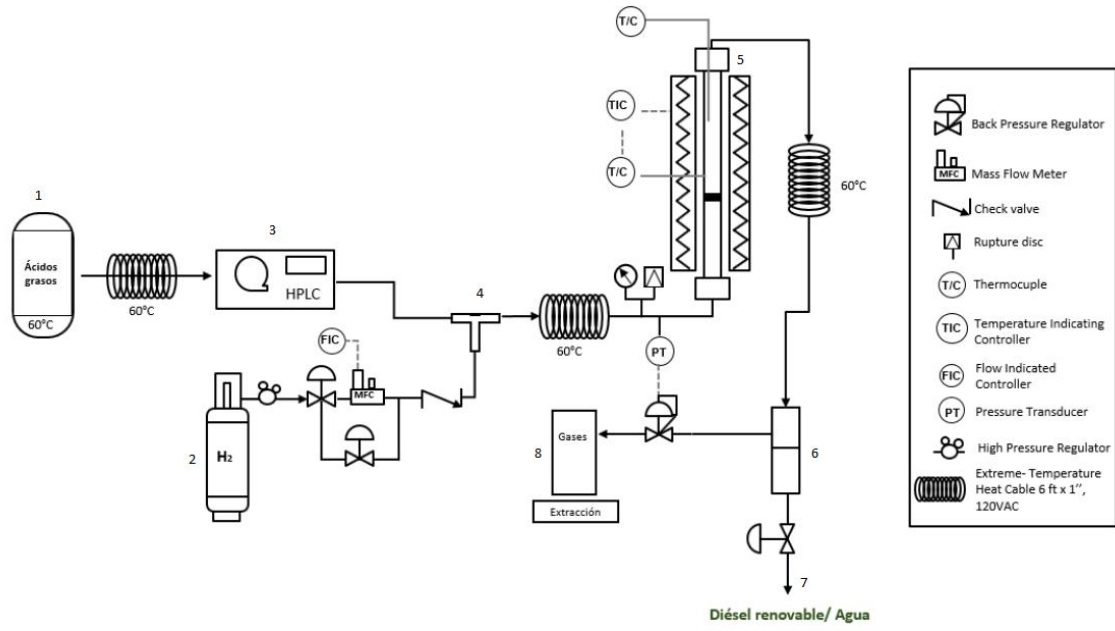 1
Ácidos
grasos
60°C
60°C
3
HPLC
4
60°C
2
H₂
FIC
MFC
T/C
TIC
T/C
5
60°C
PT
8
Gases
Extracción
6
7
Diésel renovable/ Agua
Back Pressure Regulator
MFC
Mass Flow Meter
Check valve
Rupture disc
T/C
Thermocuple
TIC
Temperature Indicating
Controller
FIC
Flow Indicated
Controller
PT
Pressure Transducer
High Pressure Regulator
Extreme- Temperature
Heat Cable 6 ft x 1’’,
120VAC